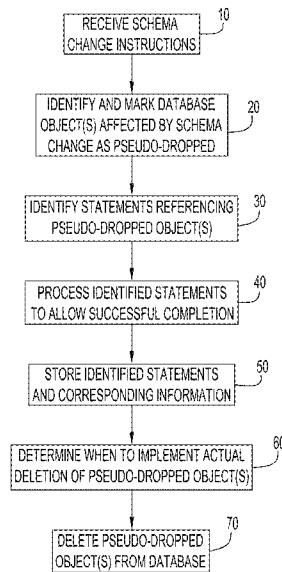 10
RECEIVE SCHEMA
CHANGE INSTRUCTIONS
20
IDENTIFY AND MARK DATABASE
OBJECT(S) AFFECTED BY SCHEMA
CHANGE AS PSEUDO-DROPPED
30
IDENTIFY STATEMENTS REFERENCING
PSEUDO-DROPPED OBJECT(S)
40
PROCESS IDENTIFIED STATEMENTS
TO ALLOW SUCCESSFUL COMPLETION
50
STORE IDENTIFIED STATEMENTS
AND CORRESPONDING INFORMATION
60
DETERMINE WHEN TO IMPLEMENT ACTUAL
DELETION OF PSEUDO-DROPPED OBJECT(S)
70
DELETE PSEUDO-DROPPED
OBJECT(S) FROM DATABASE